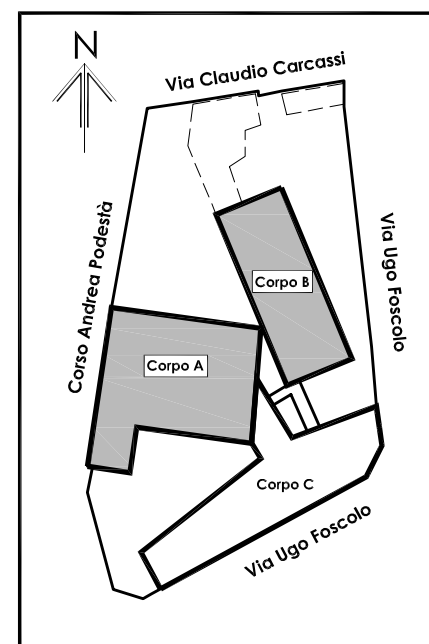 N
Via Claudio Carcassi
Corso Andrea Podestà
Via Ugo Foscolo
Corpo B
Corpo A
Corpo C
Via Ugo Foscolo